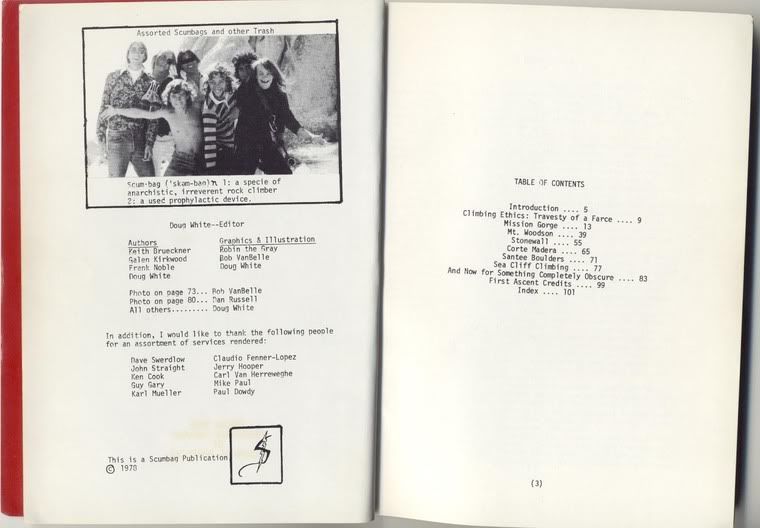 Assorted Scumbags and other Trash
Scum·bag ('skəm-bag)n 1: a specie of
anarchistic, irreverent rock climber
2: a used prophylactic device.
Doug White--Editor
Authors
Keith Brueckner
Galen Kirkwood
Frank Noble
Doug White
Graphics & Illustration
Robin the Gray
Bob VanBelle
Doug White
Photo on page 73... Bob VanBelle
Photo on page 80... Dan Russell
All others......... Doug White
In addition, I would like to thank the following people
for an assortment of services rendered:
Dave Swerdlow
John Straight
Ken Cook
Guy Gary
Karl Mueller
Claudio Fenner-Lopez
Jerry Hooper
Carl Van Herreweghe
Mike Paul
Paul Dowdy
This is a Scumbag Publication
© 1978
TABLE OF CONTENTS
Introduction .... 5
Climbing Ethics: Travesty of a Farce .... 9
Mission Gorge .... 13
Mt. Woodson .... 39
Stonewall .... 55
Corte Madera .... 65
Santee Boulders .... 71
Sea Cliff Climbing .... 77
And Now for Something Completely Obscure .... 83
First Ascent Credits .... 99
Index .... 101
(3)